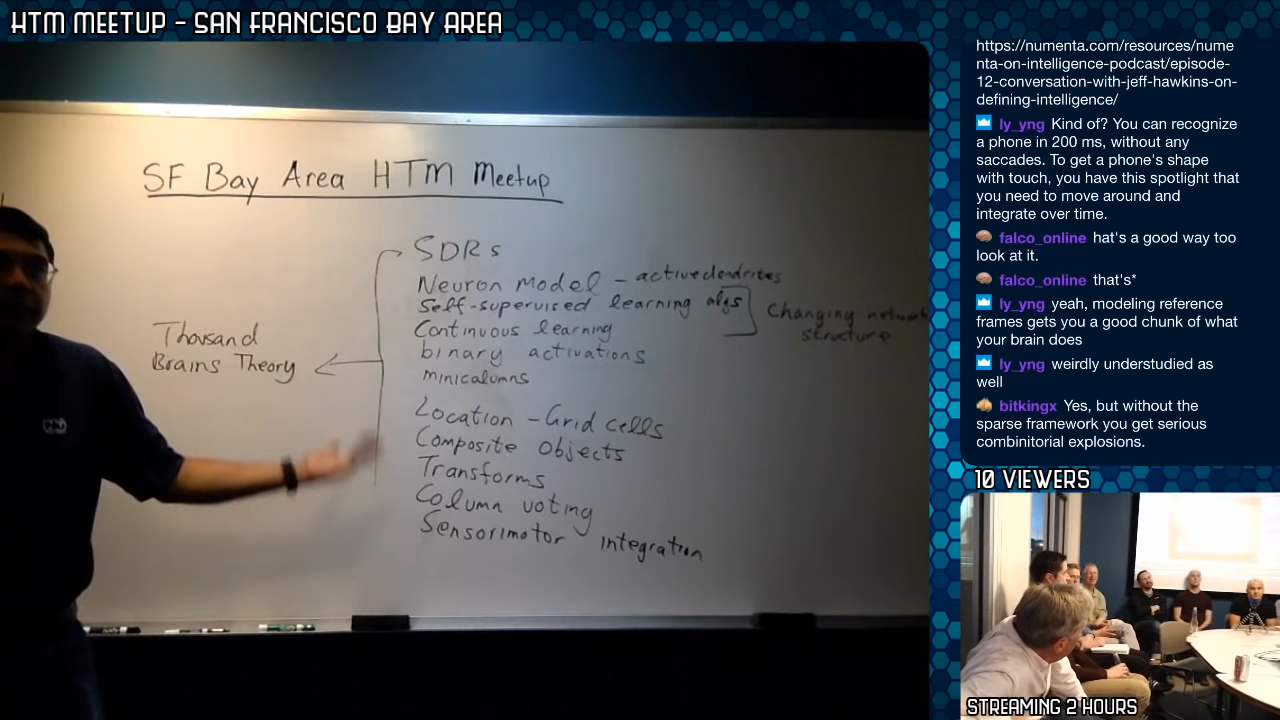 HTM MEETUP - SAN FRANCISCO BAY AREA
SF Bay Area HTM Meetup
SDRs
Neuron model - active dendrites
Self-supervised learning algs
Changing network
structure
Continuous learning
binary activations
minicolumns
Thousand
Brains Theory
Location - Grid cells
Composite Objects
Transforms
Column voting
Sensorimotor integration
https://numenta.com/resources/nume
nta-on-intelligence-podcast/episode-
12-conversation-with-jeff-hawkins-on-
defining-intelligence/
ly_yng Kind of? You can recognize
a phone in 200 ms, without any
saccades. To get a phone's shape
with touch, you have this spotlight that
you need to move around and
integrate over time.
falco_online hat's a good way too
look at it.
falco_online that's*
ly_yng yeah, modeling reference
frames gets you a good chunk of what
your brain does
ly_yng weirdly understudied as
well
bitkingx Yes, but without the
sparse framework you get serious
combinitorial explosions.
10 VIEWERS
STREAMING 2 HOURS